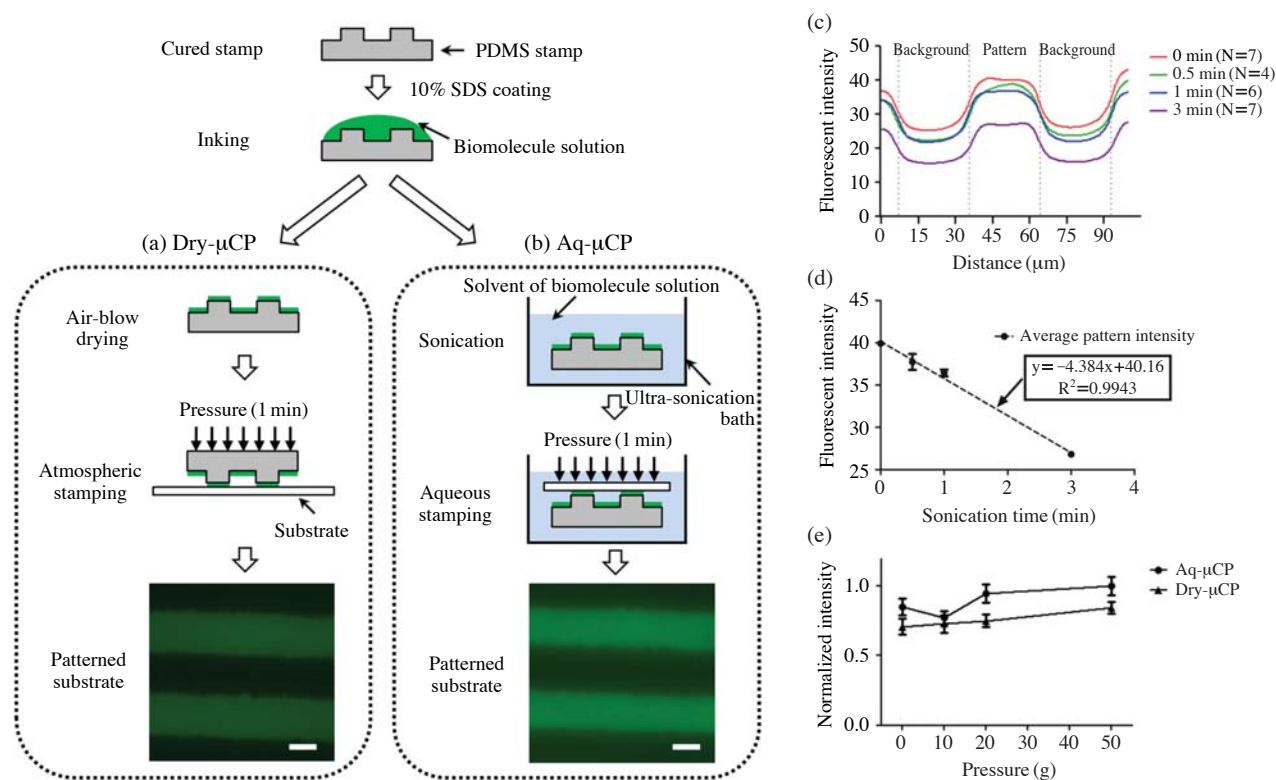 Cured stamp
PDMS stamp
10% SDS coating
Inking
Biomolecule solution
(a) Dry-μCP
Air-blow
drying
Pressure (1 min)
Atmospheric
stamping
Substrate
Patterned
substrate
(b) Aq-μCP
Solvent of biomolecule solution
Sonication
Ultra-sonication
bath
Pressure (1 min)
Aqueous
stamping
Patterned
substrate
(c)
50
40
30
20
10
0
Fluorescent intensity
Background
Pattern
Background
0 min (N=7)
0.5 min (N=4)
1 min (N=6)
3 min (N=7)
0 15 30 45 60 75 90
Distance (μm)
(d)
45
40
35
30
25
Fluorescent intensity
Average pattern intensity
y= −4.384x+40.16
R²=0.9943
0 1 2 3 4
Sonication time (min)
(e)
1.0
0.5
0.0
Normalized intensity
Aq-μCP
Dry-μCP
0 10 20 30 40 50
Pressure (g)